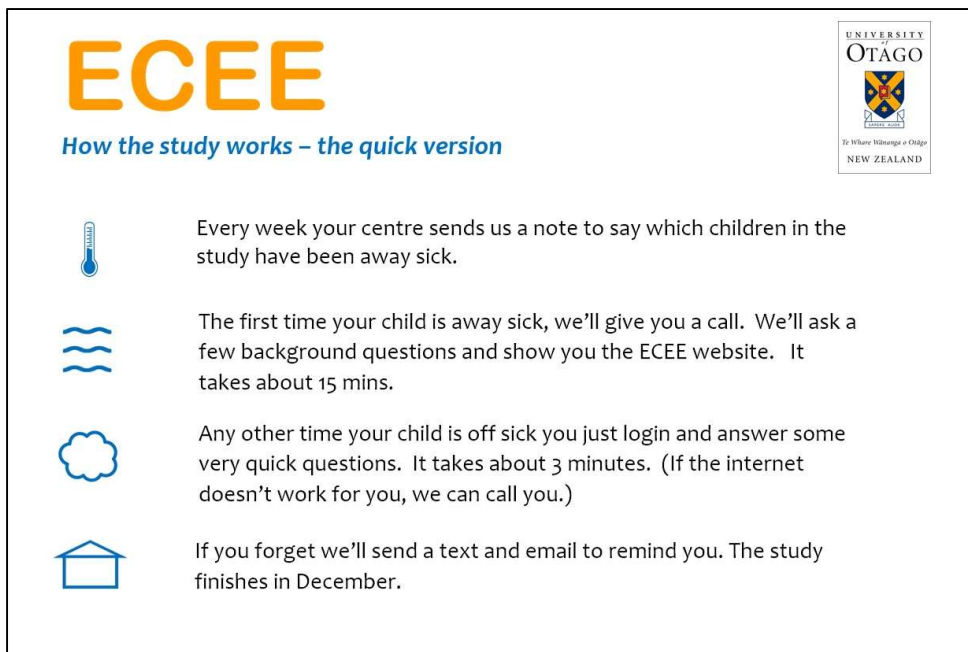 ECEE
How the study works – the quick version
UNIVERSITY
of
OTAGO
SAPERE AUDE
Te Whare Wānanga o Otāgo
NEW ZEALAND
Every week your centre sends us a note to say which children in the
study have been away sick.
The first time your child is away sick, we’ll give you a call.  We’ll ask a
few background questions and show you the ECEE website.   It
takes about 15 mins.
Any other time your child is off sick you just login and answer some
very quick questions.  It takes about 3 minutes.  (If the internet
doesn’t work for you, we can call you.)
If you forget we’ll send a text and email to remind you. The study
finishes in December.